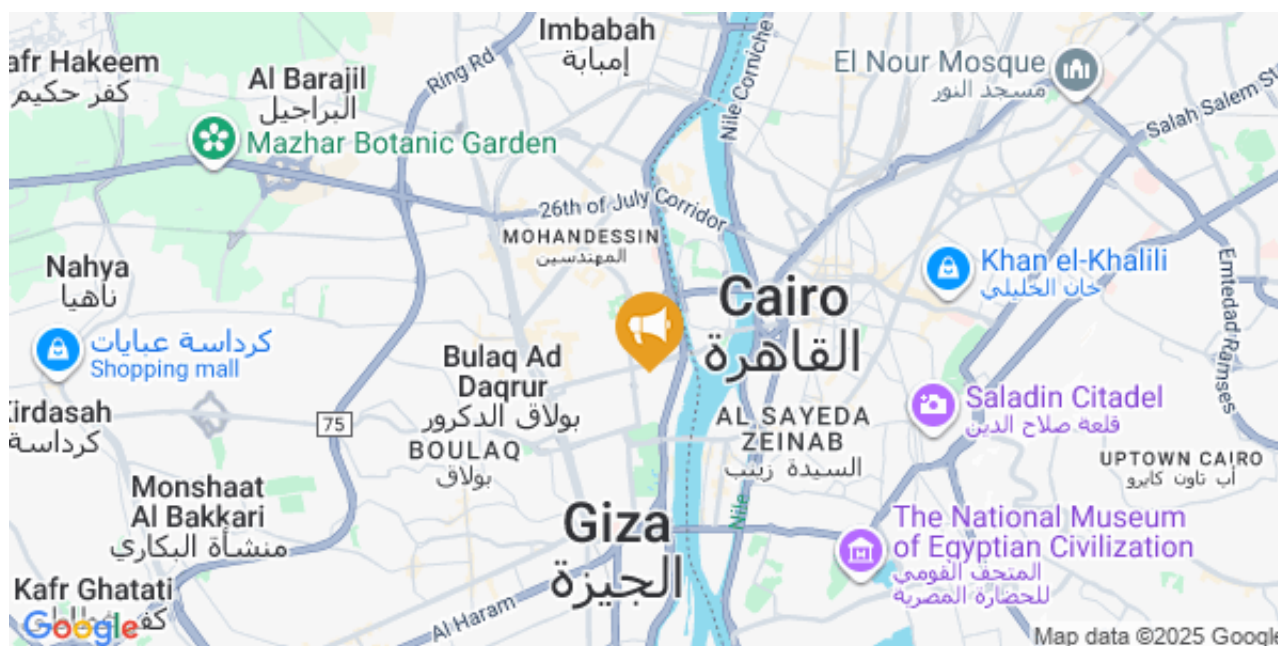 Imbabah
إمبابة
afr Hakeem
كفر حكيم
Al Barajil
البراجيل
Ring Rd
Nile Corniche
El Nour Mosque
مسجد النور
Salah Salem St
Mazhar Botanic Garden
26th of July Corridor
MOHANDESSIN
المهندسين
Nahya
ناهيا
Khan el-Khalili
خان الخليلي
Emtedad Ramses
Cairo
القاهرة
كرداسة عبايات
Shopping mall
Bulaq Ad
Daqrur
بولاق الدكرور
Kirdasah
كرداسة
75
BOULAQ
بولاق
AL SAYEDA
ZEINAB
السيدة زينب
Saladin Citadel
قلعة صلاح الدين
UPTOWN CAIRO
أب تاون كايرو
Monshaat
Al Bakkari
منشأة البكاري
Giza
الجيزة
Nile
The National Museum
of Egyptian Civilization
المتحف القومي
للحضارة المصرية
Kafr Ghatati
Al Haram
Google
Map data ©2025 Google